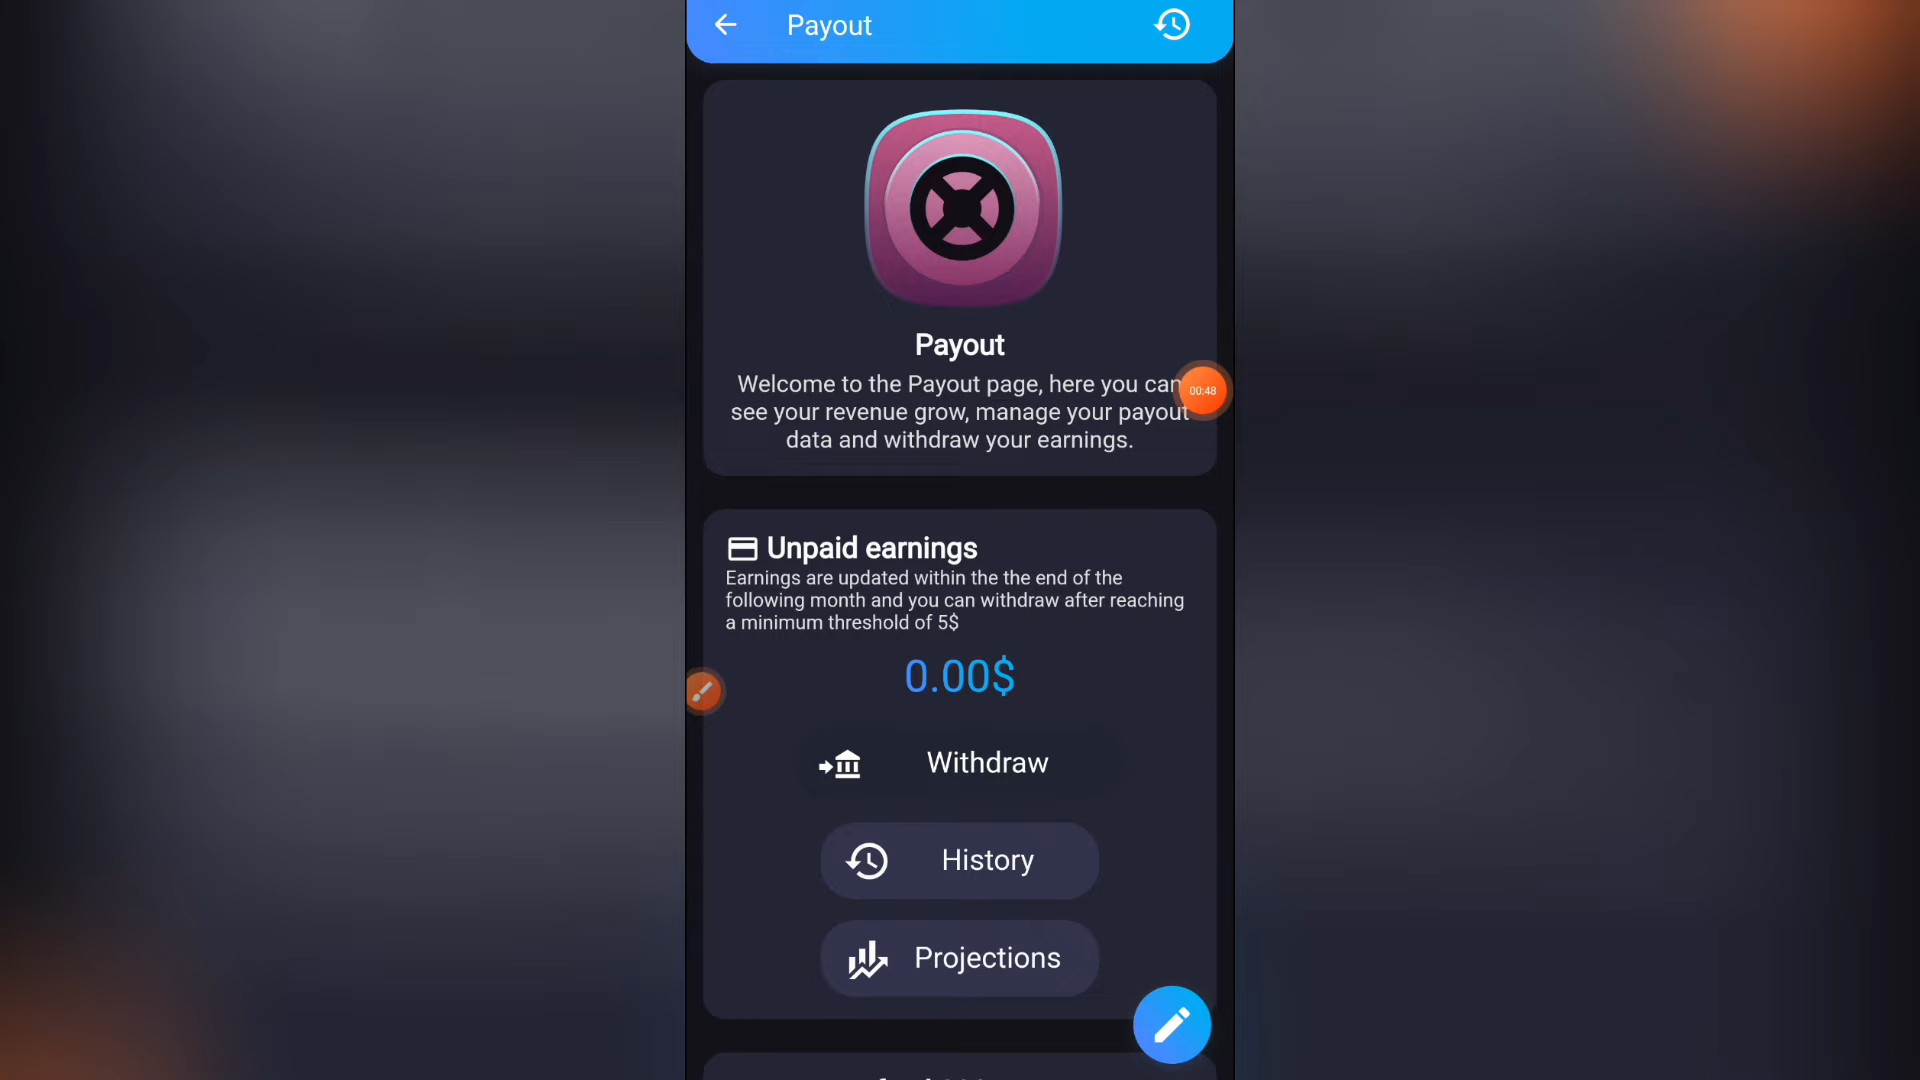 Payout
Payout
Welcome to the Payout page, here you can
00:48
see your revenue grow, manage your payout
data and withdraw your earnings.
Unpaid earnings
Earnings are updated within the the end of the
following month and you can withdraw after reaching
a minimum threshold of 5$
0.00$
Withdraw
History
Projections